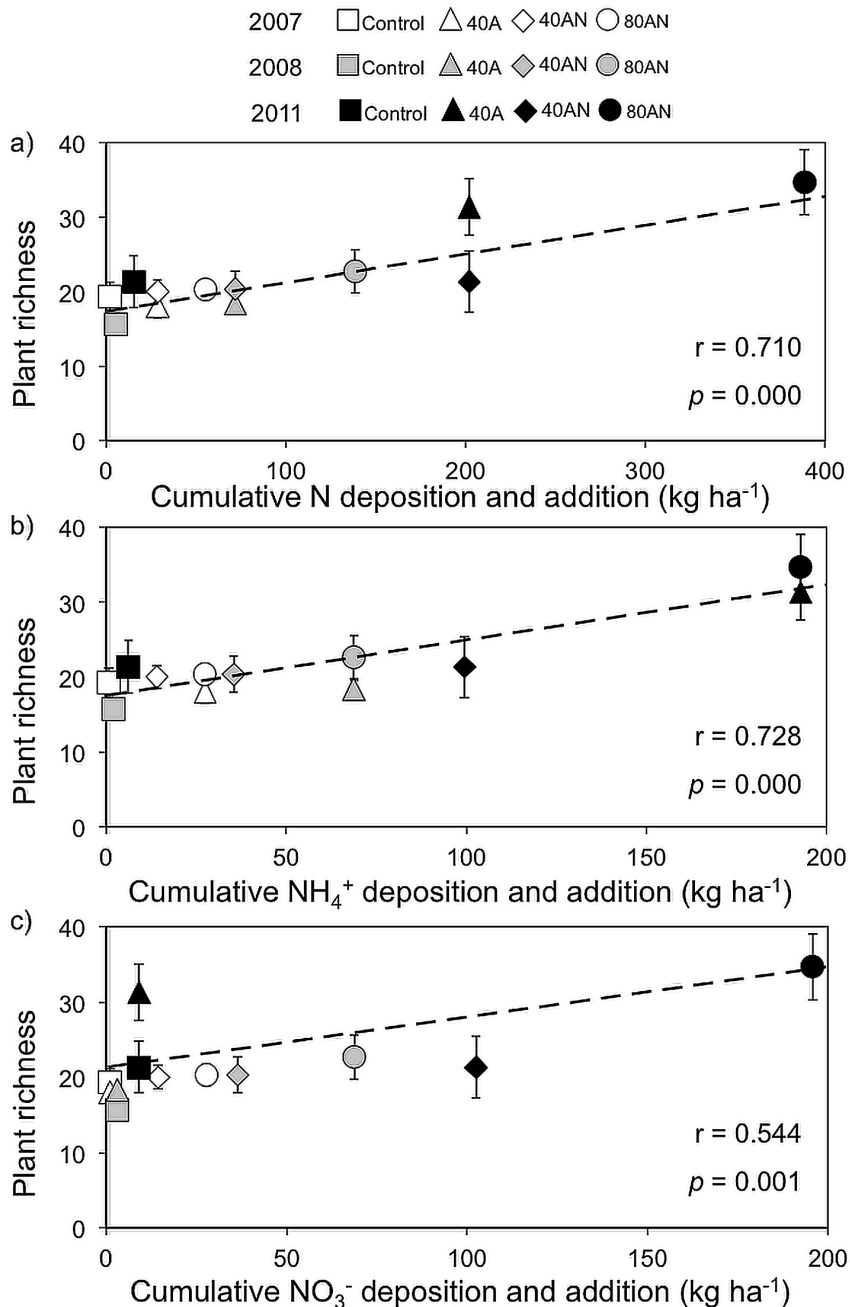 2007 Control 40A 40AN 80AN
2008 Control 40A 40AN 80AN
2011 Control 40A 40AN 80AN
a)
40
30
20
10
0
Plant richness
r = 0.710
p = 0.000
0 100 200 300 400
Cumulative N deposition and addition (kg ha⁻¹)
b)
40
30
20
10
0
Plant richness
r = 0.728
p = 0.000
0 50 100 150 200
Cumulative NH₄⁺ deposition and addition (kg ha⁻¹)
c)
40
30
20
10
0
Plant richness
r = 0.544
p = 0.001
0 50 100 150 200
Cumulative NO₃⁻ deposition and addition (kg ha⁻¹)